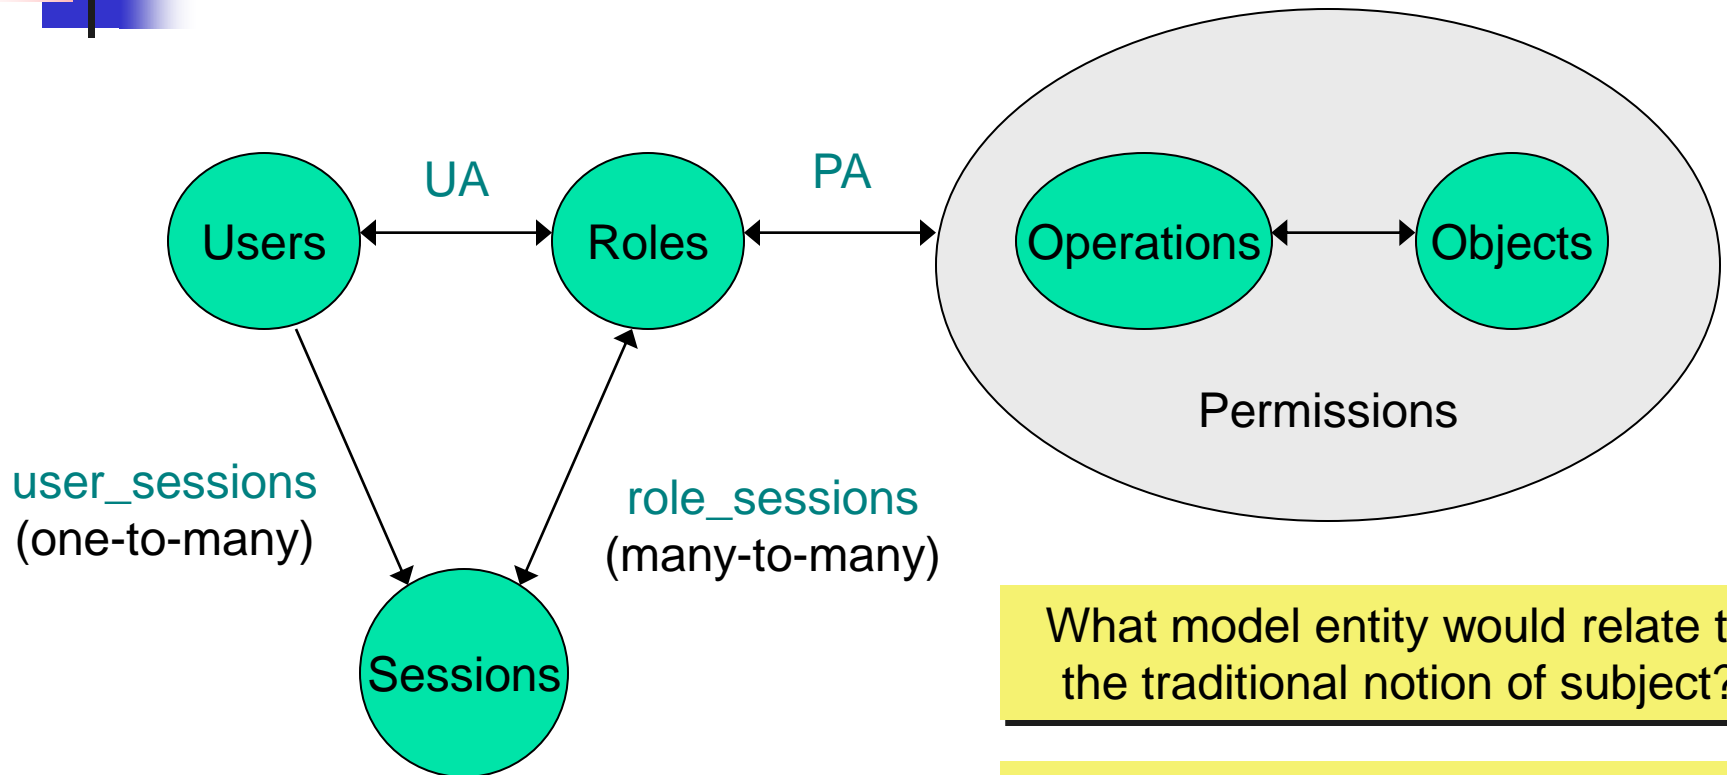 UA
PA
Users
Roles
Operations
Objects
Permissions
user_sessions
(one-to-many)
role_sessions
(many-to-many)
Sessions
What model entity would relate t
the traditional notion of subject?